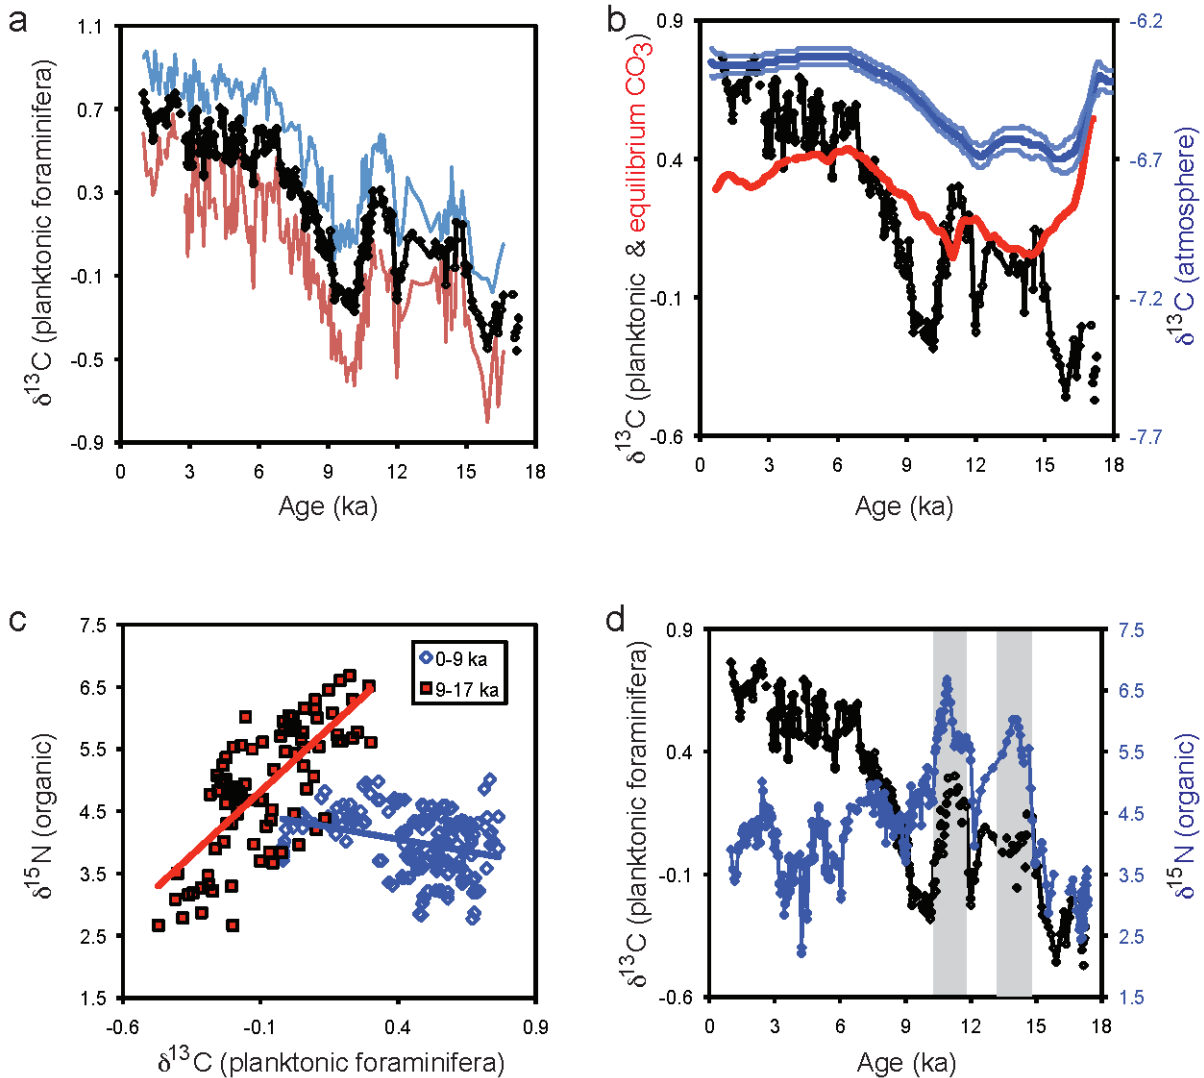 a
1.1
0.7
0.3
-0.1
-0.5
-0.9
δ13C (planktonic foraminifera)
0 3 6 9 12 15 18
Age (ka)
b
0.9
0.4
-0.1
-0.6
δ13C (planktonic & equilibrium CO3)
-6.2
-6.7
-7.2
-7.7
δ13C (atmosphere)
0 3 6 9 12 15 18
Age (ka)
c
7.5
6.5
5.5
4.5
3.5
2.5
1.5
δ15N (organic)
0-9 ka
9-17 ka
-0.6 -0.1 0.4 0.9
δ13C (planktonic foraminifera)
d
0.9
0.4
-0.1
-0.6
δ13C (planktonic foraminifera)
7.5
6.5
5.5
4.5
3.5
2.5
1.5
δ15N (organic)
0 3 6 9 12 15 18
Age (ka)